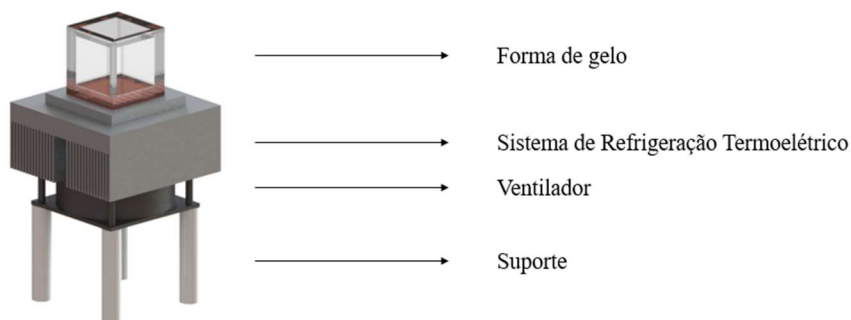 Forma de gelo
Sistema de Refrigeração Termoelétrico
Ventilador
Suporte